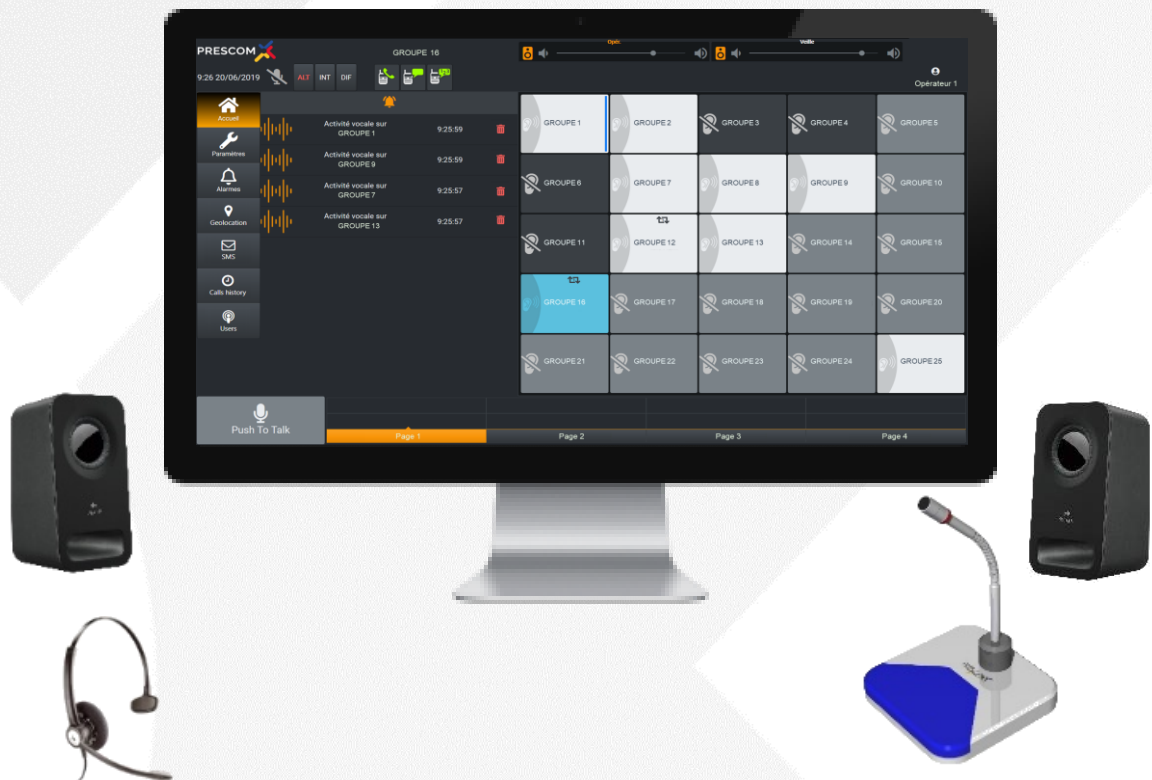 PRESCOM
GROUPE 16
Opér.
Veille
9:26 20/06/2019
ALT
INT
DIF
Opérateur 1
Accueil
Paramètres
Alarmes
Geolocation
SMS
Calls history
Users
Activité vocale sur
GROUPE 1
9:25:59
Activité vocale sur
GROUPE 9
9:25:59
Activité vocale sur
GROUPE 7
9:25:57
Activité vocale sur
GROUPE 13
9:25:57
GROUPE 1
GROUPE 2
GROUPE 3
GROUPE 4
GROUPE 5
GROUPE 6
GROUPE 7
GROUPE 8
GROUPE 9
GROUPE 10
GROUPE 11
GROUPE 12
GROUPE 13
GROUPE 14
GROUPE 15
GROUPE 16
GROUPE 17
GROUPE 18
GROUPE 19
GROUPE 20
GROUPE 21
GROUPE 22
GROUPE 23
GROUPE 24
GROUPE 25
Push To Talk
Page 1
Page 2
Page 3
Page 4